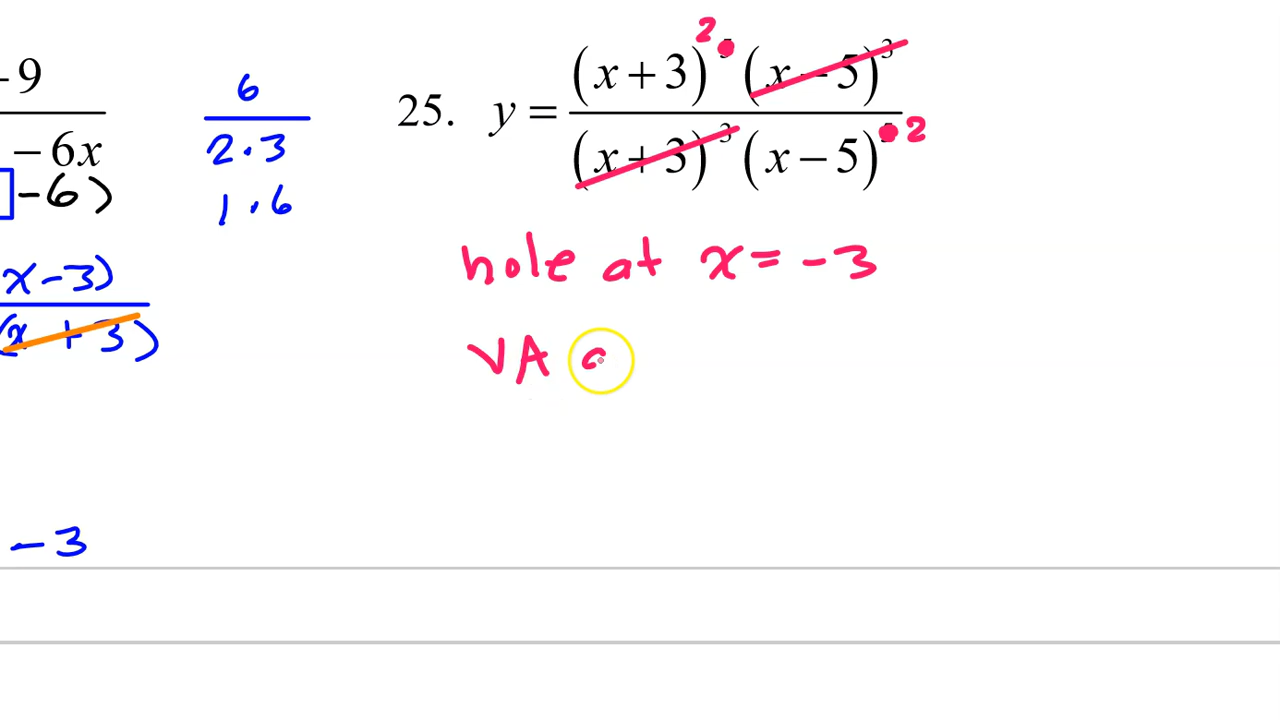 -9
-6x
-6)
x-3)
(x+3)
-3
6
2·3
1·6
25. y = (x+3)^2 (x-5)^3
(x+3)^3 (x-5)^2
hole at x = -3
VA